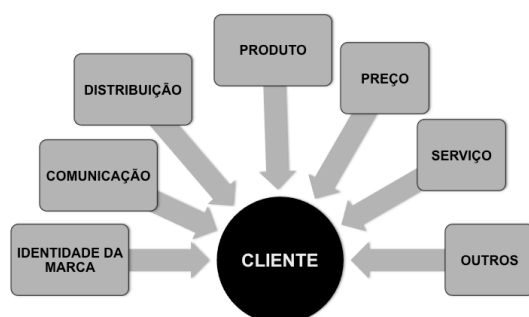 PRODUTO
PREÇO
DISTRIBUIÇÃO
SERVIÇO
COMUNICAÇÃO
IDENTIDADE DA
MARCA
CLIENTE
OUTROS